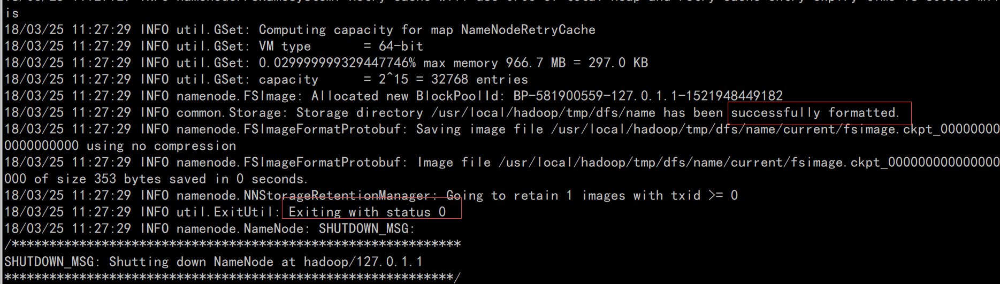 is
18/03/25 11:27:29 INFO util.GSet: Computing capacity for map NameNodeRetryCache
18/03/25 11:27:29 INFO util.GSet: VM type       = 64-bit
18/03/25 11:27:29 INFO util.GSet: 0.029999999329447746% max memory 966.7 MB = 297.0 KB
18/03/25 11:27:29 INFO util.GSet: capacity      = 2^15 = 32768 entries
18/03/25 11:27:29 INFO namenode.FSImage: Allocated new BlockPoolId: BP-581900559-127.0.1.1-1521948449182
18/03/25 11:27:29 INFO common.Storage: Storage directory /usr/local/hadoop/tmp/dfs/name has been successfully formatted.
18/03/25 11:27:29 INFO namenode.FSImageFormatProtobuf: Saving image file /usr/local/hadoop/tmp/dfs/name/current/fsimage.ckpt_00000000
0000000000 using no compression
18/03/25 11:27:29 INFO namenode.FSImageFormatProtobuf: Image file /usr/local/hadoop/tmp/dfs/name/current/fsimage.ckpt_000000000000000
000 of size 353 bytes saved in 0 seconds.
18/03/25 11:27:29 INFO namenode.NNStorageRetentionManager: Going to retain 1 images with txid >= 0
18/03/25 11:27:29 INFO util.ExitUtil: Exiting with status 0
18/03/25 11:27:29 INFO namenode.NameNode: SHUTDOWN_MSG:
/************************************************************
SHUTDOWN_MSG: Shutting down NameNode at hadoop/127.0.1.1
************************************************************/